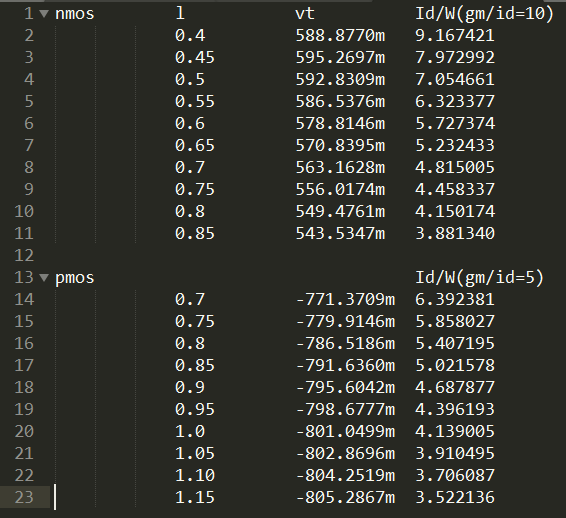 1 nmos l vt Id/W(gm/id=10)
2 0.4 588.8770m 9.167421
3 0.45 595.2697m 7.972992
4 0.5 592.8309m 7.054661
5 0.55 586.5376m 6.323377
6 0.6 578.8146m 5.727374
7 0.65 570.8395m 5.232433
8 0.7 563.1628m 4.815005
9 0.75 556.0174m 4.458337
10 0.8 549.4761m 4.150174
11 0.85 543.5347m 3.881340
12
13 pmos Id/W(gm/id=5)
14 0.7 -771.3709m 6.392381
15 0.75 -779.9146m 5.858027
16 0.8 -786.5186m 5.407195
17 0.85 -791.6360m 5.021578
18 0.9 -795.6042m 4.687877
19 0.95 -798.6777m 4.396193
20 1.0 -801.0499m 4.139005
21 1.05 -802.8696m 3.910495
22 1.10 -804.2519m 3.706087
23 1.15 -805.2867m 3.522136